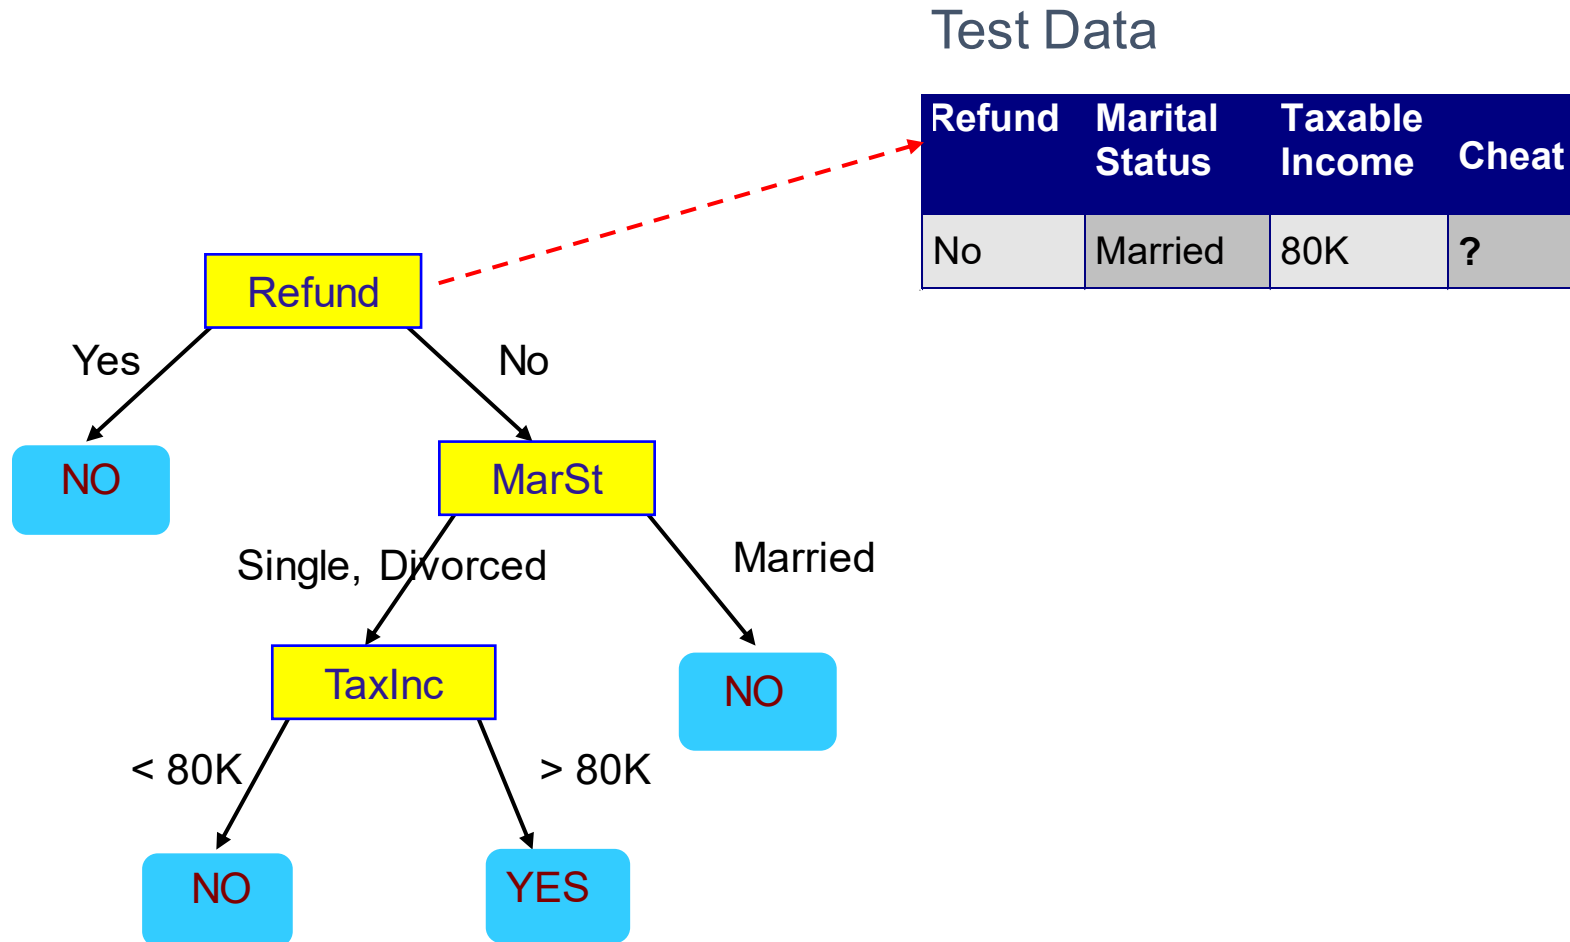 Test Data
Refund Marital Taxable
Status Income Cheat
No Married 80K ?
Refund
Yes No
NO MarSt
Single, Divorced Married
TaxInc NO
< 80K > 80K
NO YES